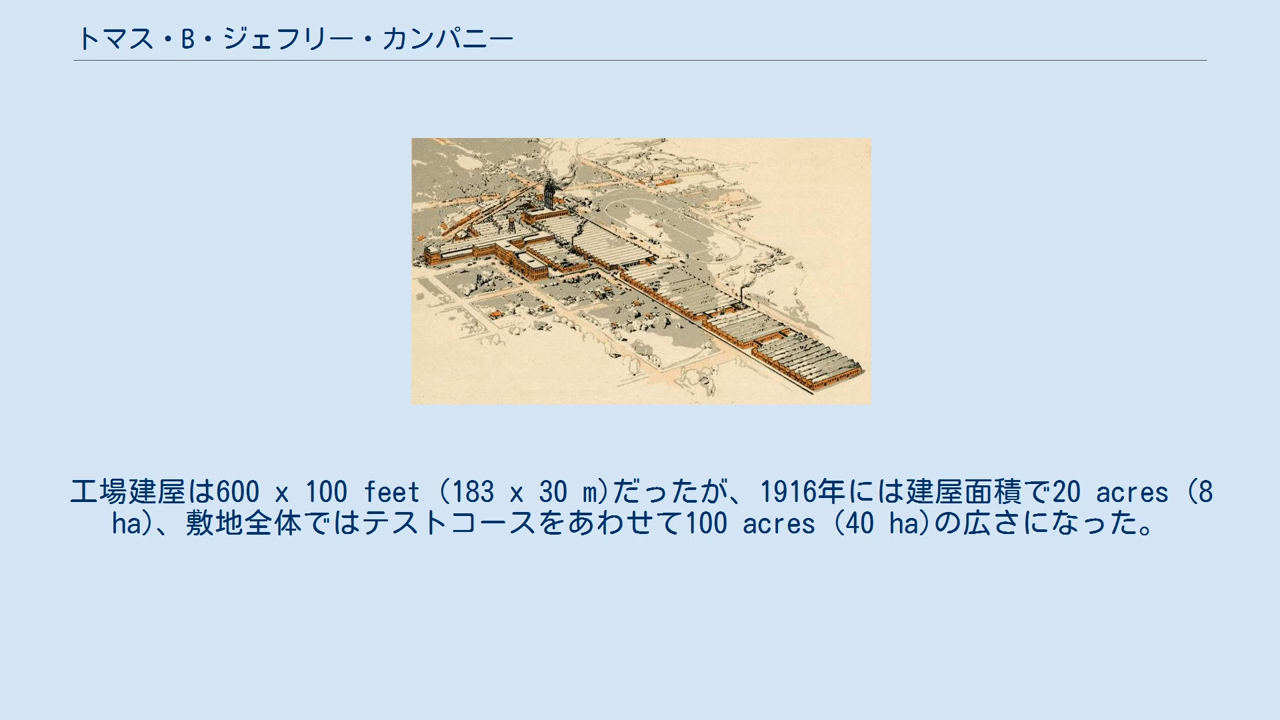 トマス・B・ジェフリー・カンパニー
工場建屋は600 x 100 feet (183 x 30 m)だったが、1916年には建屋面積で20 acres (8
ha)、敷地全体ではテストコースをあわせて100 acres (40 ha)の広さになった。